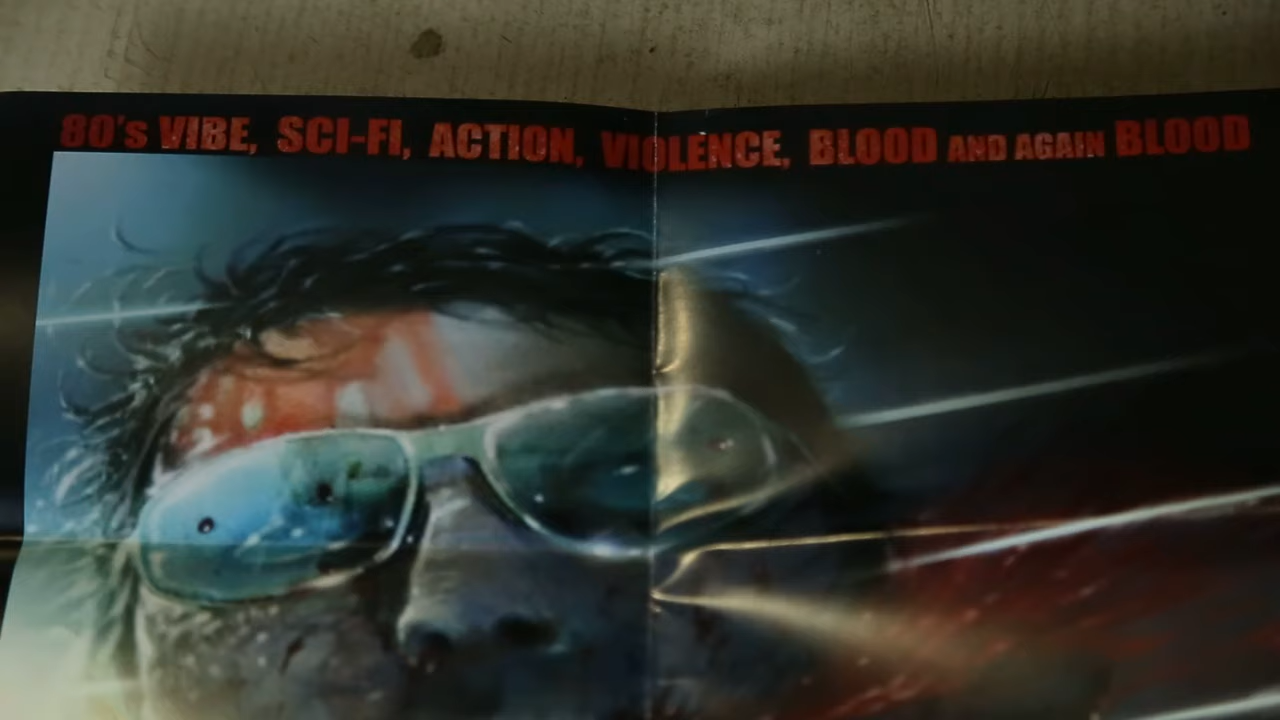 80's VIBE, SCI-FI, ACTION, VIOLENCE, BLOOD AND AGAIN BLOOD